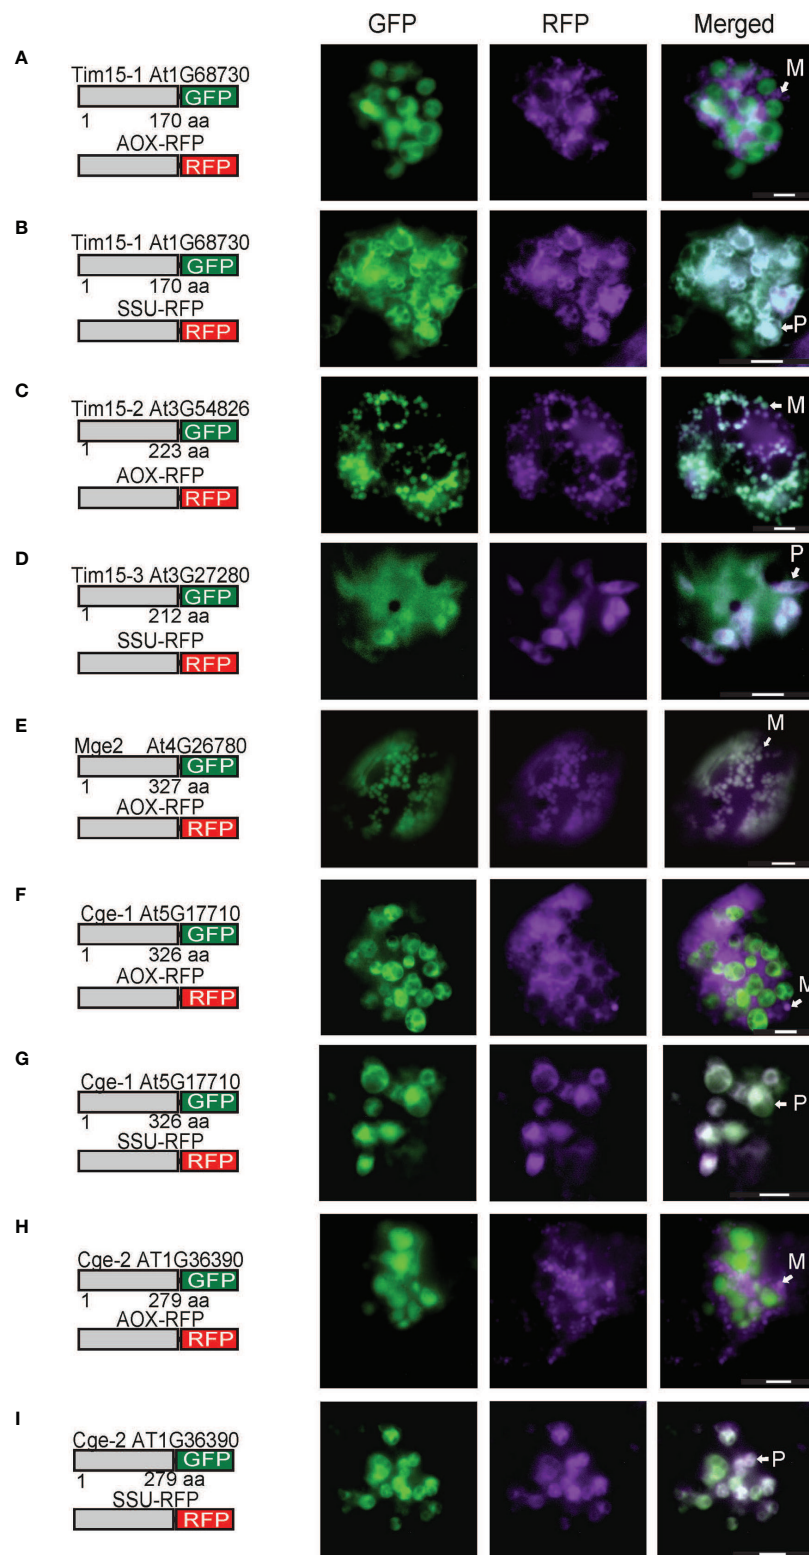 GFP RFP Merged
A
Tim15-1 At1G68730
GFP
1 170 aa
AOX-RFP
RFP
M
B
Tim15-1 At1G68730
GFP
1 170 aa
SSU-RFP
RFP
P
C
Tim15-2 At3G54826
GFP
1 223 aa
AOX-RFP
RFP
M
D
Tim15-3 At3G27280
GFP
1 212 aa
SSU-RFP
RFP
P
E
Mge2 At4G26780
GFP
1 327 aa
AOX-RFP
RFP
M
F
Cge-1 At5G17710
GFP
1 326 aa
AOX-RFP
RFP
M
G
Cge-1 At5G17710
GFP
1 326 aa
SSU-RFP
RFP
P
H
Cge-2 AT1G36390
GFP
1 279 aa
AOX-RFP
RFP
M
I
Cge-2 AT1G36390
GFP
1 279 aa
SSU-RFP
RFP
P